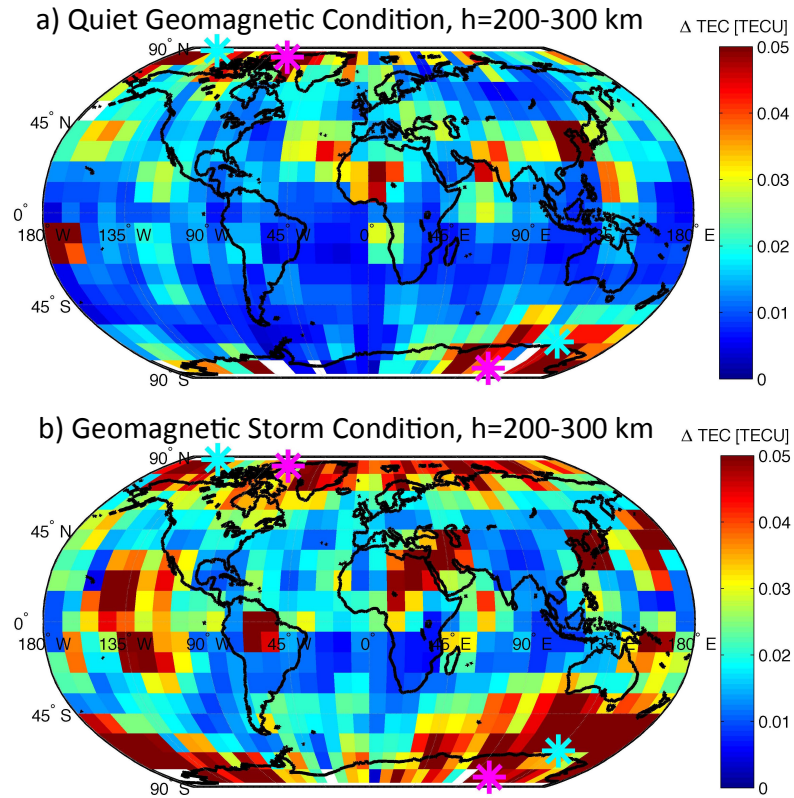 a) Quiet Geomagnetic Condition, h=200-300 km
Δ TEC [TECU]
90° N
45° N
0°
180° W 135° W 90° W 45° W 0° 45° E 90° E 135° E 180° E
45° S
90° S
0.05
0.04
0.03
0.02
0.01
0
b) Geomagnetic Storm Condition, h=200-300 km
Δ TEC [TECU]
90° N
45° N
0°
180° W 135° W 90° W 45° W 0° 45° E 90° E 135° E 180° E
45° S
90° S
0.05
0.04
0.03
0.02
0.01
0